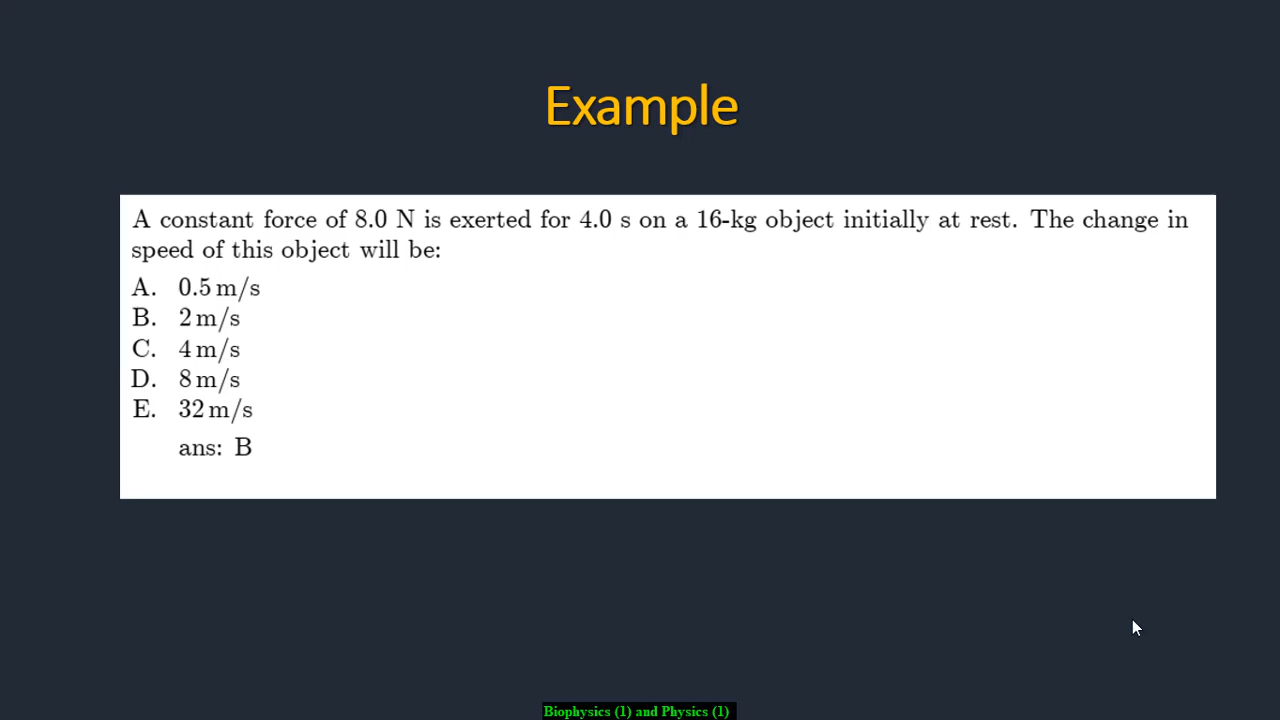 Example
A constant force of 8.0 N is exerted for 4.0 s on a 16-kg object initially at rest. The change in
speed of this object will be:
A. 0.5 m/s
B. 2 m/s
C. 4 m/s
D. 8 m/s
E. 32 m/s
ans: B
Biophysics (1) and Physics (1)